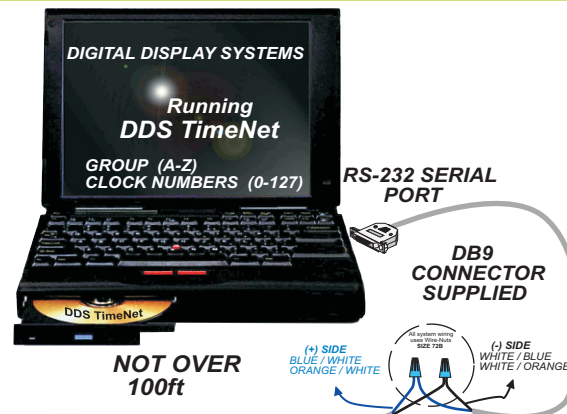 DIGITAL DISPLAY SYSTEMS
Running
DDS TimeNet
GROUP (A-Z)
CLOCK NUMBERS (0-127)
RS-232 SERIAL
PORT
DB9
CONNECTOR
SUPPLIED
DDS TimeNet
NOT OVER
100ft
(+) SIDE
BLUE / WHITE
ORANGE / WHITE
All system wiring
uses Wire-Nuts
SIZE 72B
(-) SIDE
WHITE / BLUE
WHITE / ORANGE